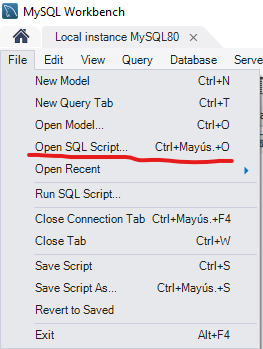 MySQL Workbench
Local instance MySQL80 ×
File Edit View Query Database Serve
New Model Ctrl+N
New Query Tab Ctrl+T
Open Model... Ctrl+O
Open SQL Script... Ctrl+Mayús.+O
Open Recent
Run SQL Script...
Close Connection Tab Ctrl+Mayús.+F4
Close Tab Ctrl+W
Save Script Ctrl+S
Save Script As... Ctrl+Mayús.+S
Revert to Saved
Exit Alt+F4